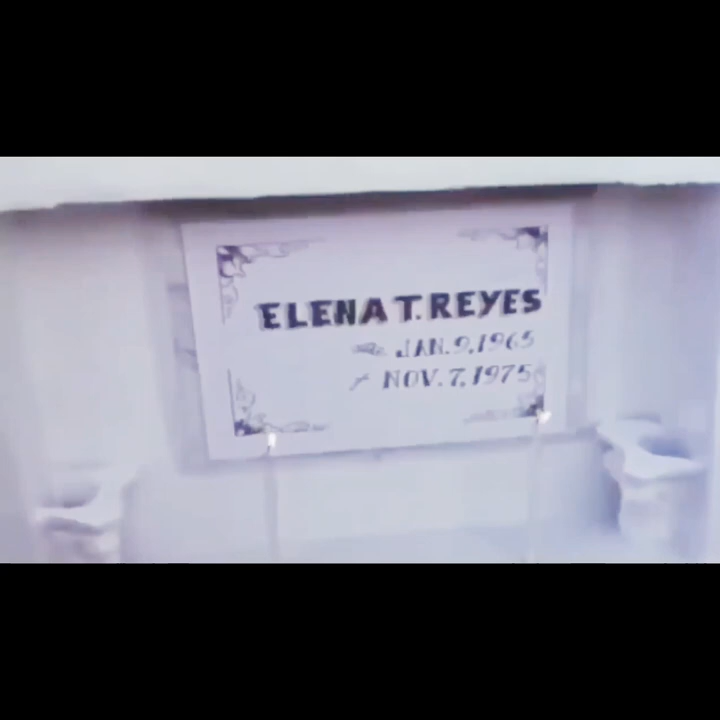 ELENA T. REYES
JAN. 9, 1965
NOV. 7, 1975